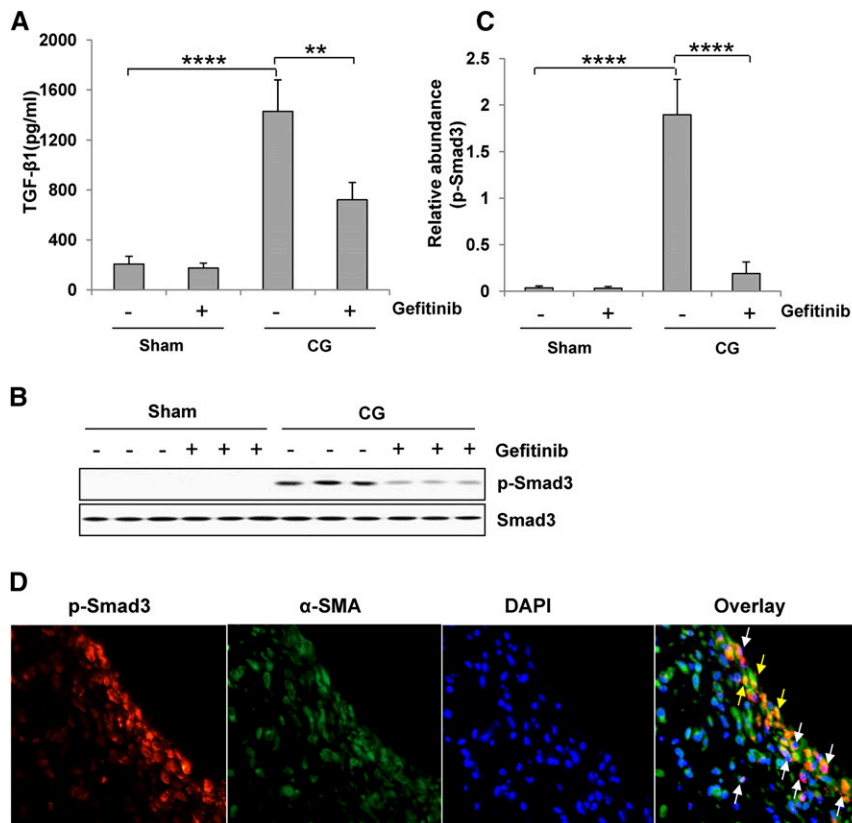 A
TGF-β1(pg/ml)
2000
1600
1200
800
400
0
****
**
- + - + Gefitinib
Sham CG
C
Relative abundance
(p-Smad3)
2.5
2
1.5
1
0.5
0
****
****
- + - + Gefitinib
Sham CG
B
Sham CG
- - - + + + - - - + + + Gefitinib
p-Smad3
Smad3
D
p-Smad3 α-SMA DAPI Overlay